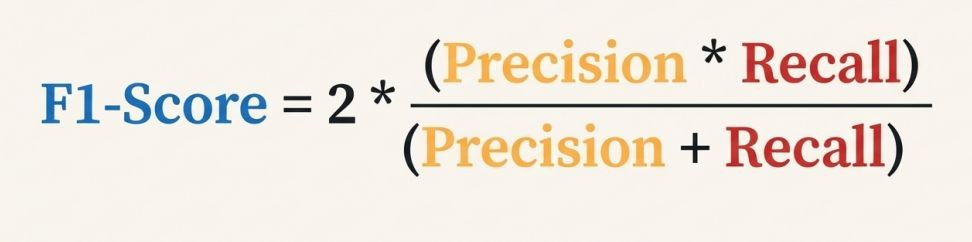 (Precision * Recall)
F1-Score = 2 *
(Precision + Recall)